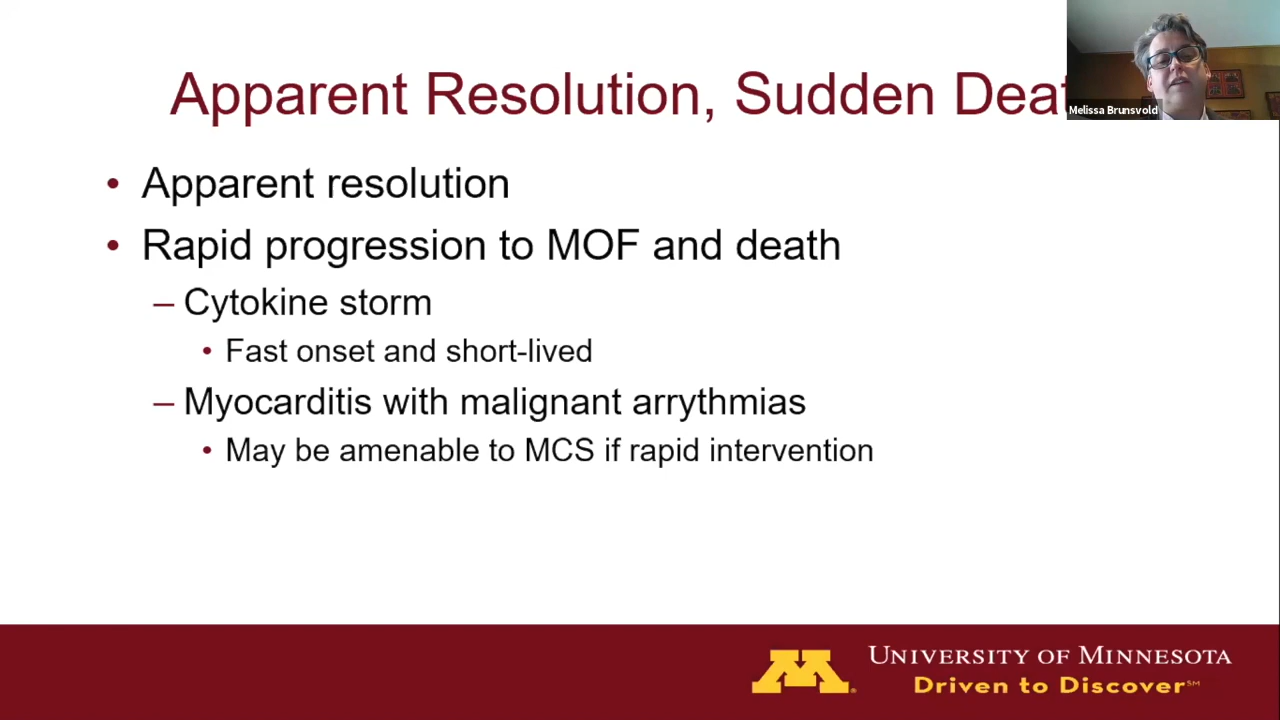 Apparent Resolution, Sudden
Melissa Brunsvold
• Apparent resolution
• Rapid progression to MOF and death
– Cytokine storm
• Fast onset and short-lived
– Myocarditis with malignant arrythmias
• May be amenable to MCS if rapid intervention
M
UNIVERSITY OF MINNESOTA
Driven to Discover℠